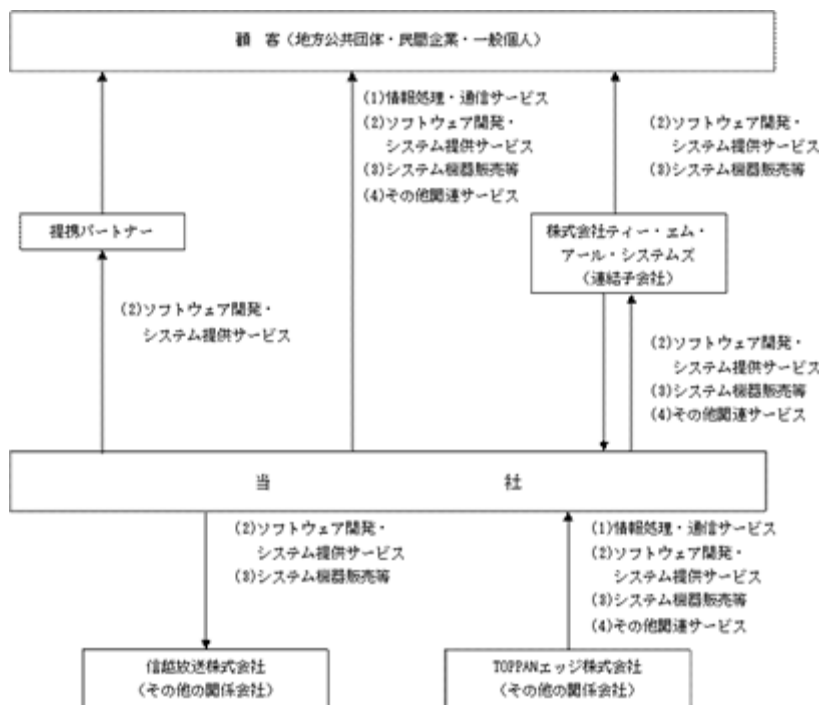 顧 客（地方公共団体・民間企業・一般個人）
(1)情報処理・通信サービス
(2)ソフトウェア開発・
システム提供サービス
(3)システム機器販売等
(4)その他関連サービス
(2)ソフトウェア開発・
システム提供サービス
(3)システム機器販売等
提携パートナー
株式会社ティー・エム・
アール・システムズ
（連結子会社）
(2)ソフトウェア開発・
システム提供サービス
(2)ソフトウェア開発・
システム提供サービス
(3)システム機器販売等
(4)その他関連サービス
当 社
(2)ソフトウェア開発・
システム提供サービス
(3)システム機器販売等
(1)情報処理・通信サービス
(2)ソフトウェア開発・
システム提供サービス
(3)システム機器販売等
(4)その他関連サービス
信越放送株式会社
（その他の関係会社）
TOPPANエッジ株式会社
（その他の関係会社）